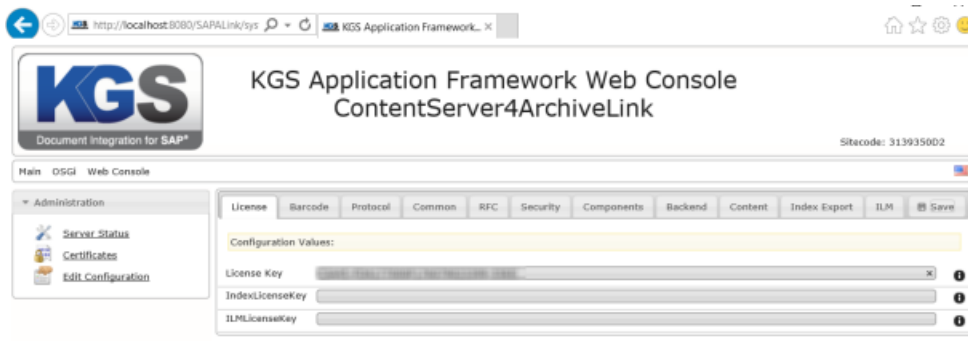 http://localhost:8080/SAPALink/sys
KGS Application Framework...
KGS
Document Integration for SAP®
KGS Application Framework Web Console
ContentServer4ArchiveLink
Sitecode: 3139350D2
Main OSGi Web Console
Administration
Server Status
Certificates
Edit Configuration
License Barcode Protocol Common RFC Security Components Backend Content Index Export ILM Save
Configuration Values:
License Key
IndexLicenseKey
ILMLicenseKey